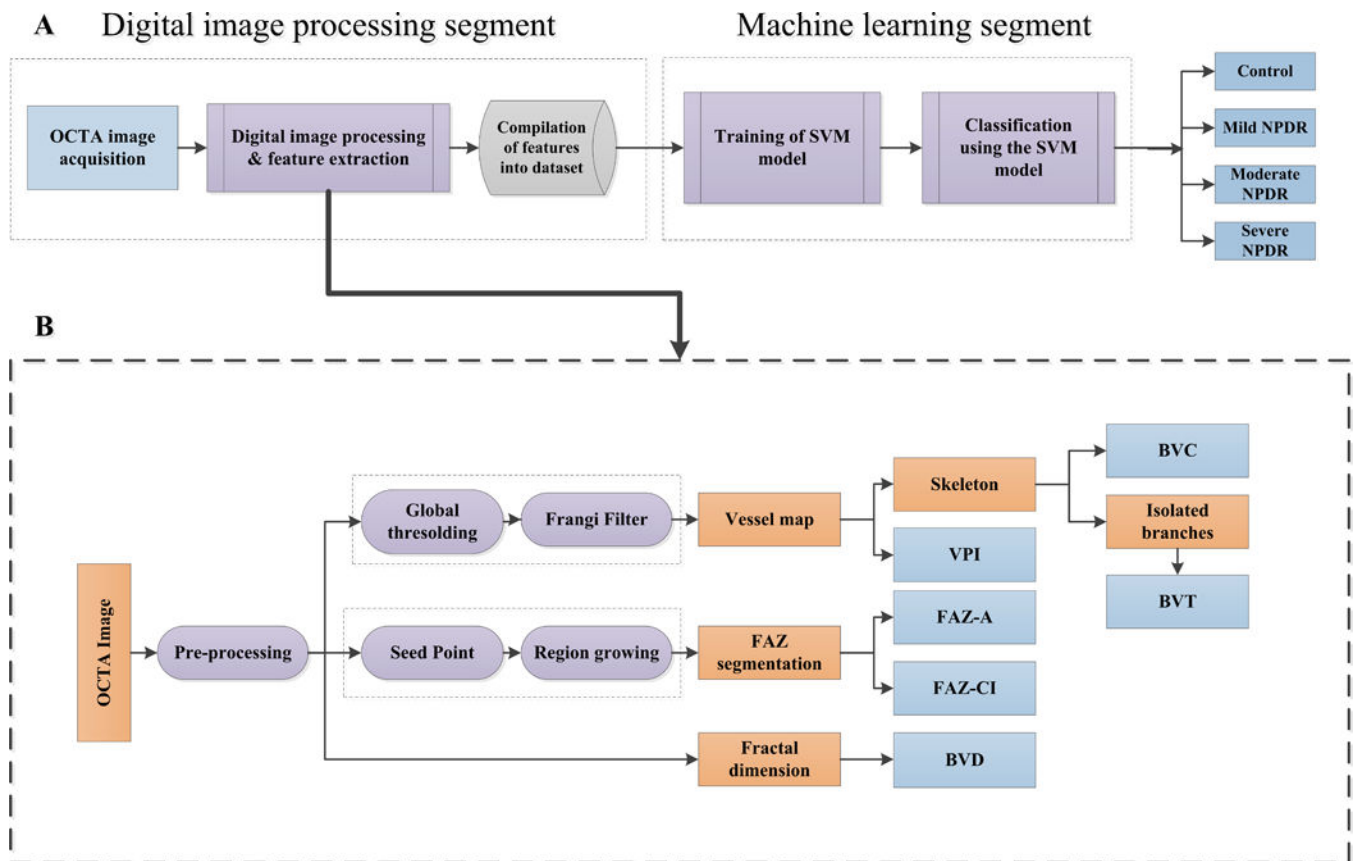 A
Digital image processing segment
Machine learning segment
OCTA image
acquisition
Digital image processing
& feature extraction
Compilation
of features
into dataset
Training of SVM
model
Classification
using the SVM
model
Control
Mild NPDR
Moderate
NPDR
Severe
NPDR
B
OCTA Image
Pre-processing
Global
thresolding
Frangi Filter
Vessel map
Skeleton
VPI
BVC
Isolated
branches
BVT
Seed Point
Region growing
FAZ
segmentation
FAZ-A
FAZ-CI
Fractal
dimension
BVD